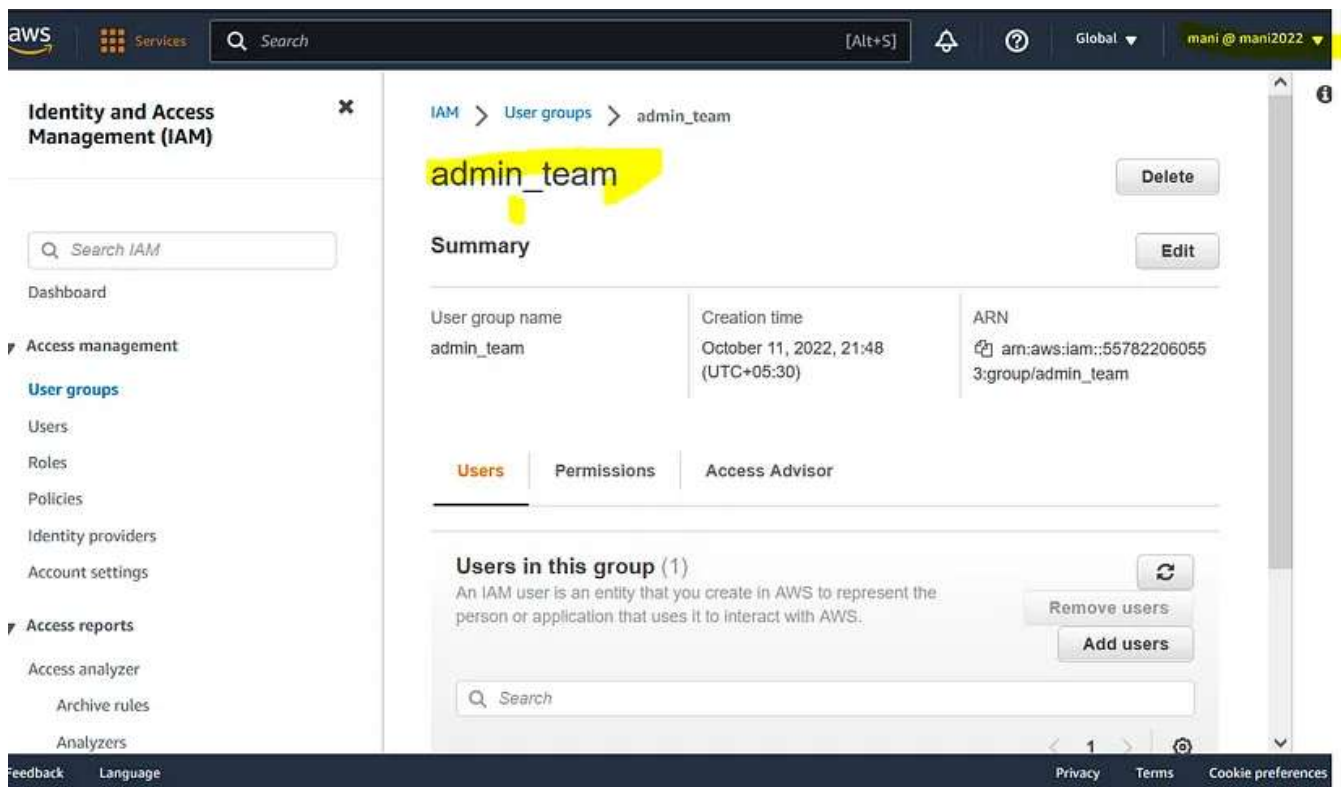 aws
Services
Search
[Alt+S]
Global
mani @ mani2022
Identity and Access
Management (IAM)
Search IAM
Dashboard
Access management
User groups
Users
Roles
Policies
Identity providers
Account settings
Access reports
Access analyzer
Archive rules
Analyzers
IAM > User groups > admin_team
admin_team
Delete
Summary
Edit
User group name
admin_team
Creation time
October 11, 2022, 21:48
(UTC+05:30)
ARN
arn:aws:iam::55782206055
3:group/admin_team
Users
Permissions
Access Advisor
Users in this group (1)
An IAM user is an entity that you create in AWS to represent the
person or application that uses it to interact with AWS.
Remove users
Add users
Search
< 1 >
Feedback
Language
Privacy
Terms
Cookie preferences